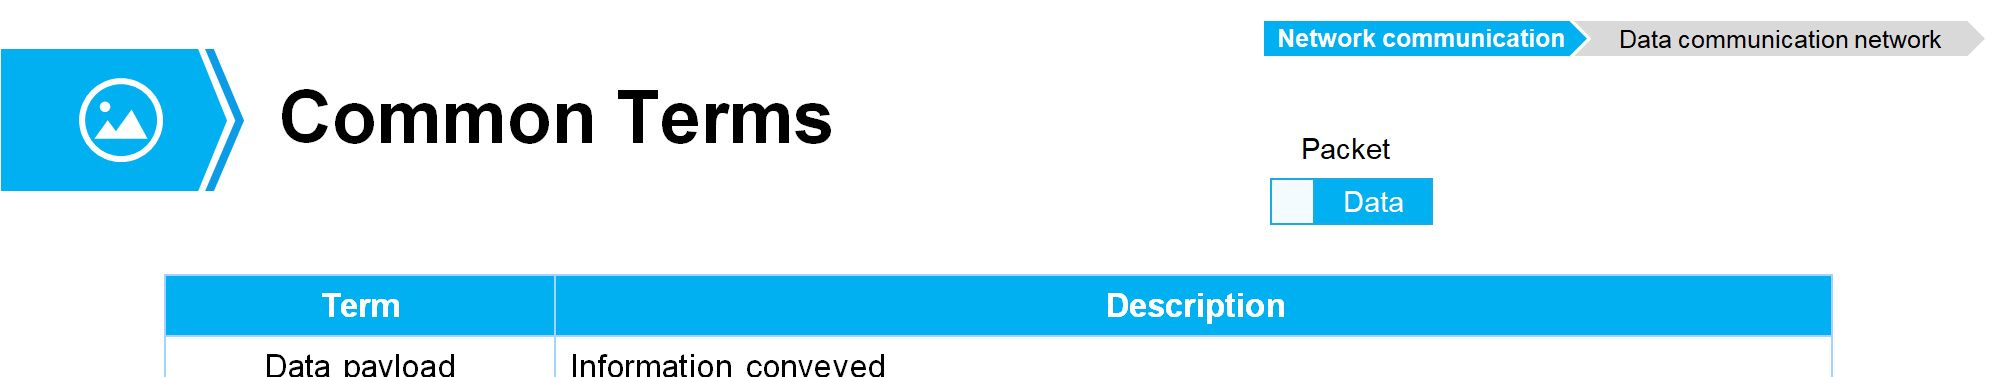 Network communication
Data communication network
Common Terms
Packet
Data
Term
Description
Data payload
Information conveyed